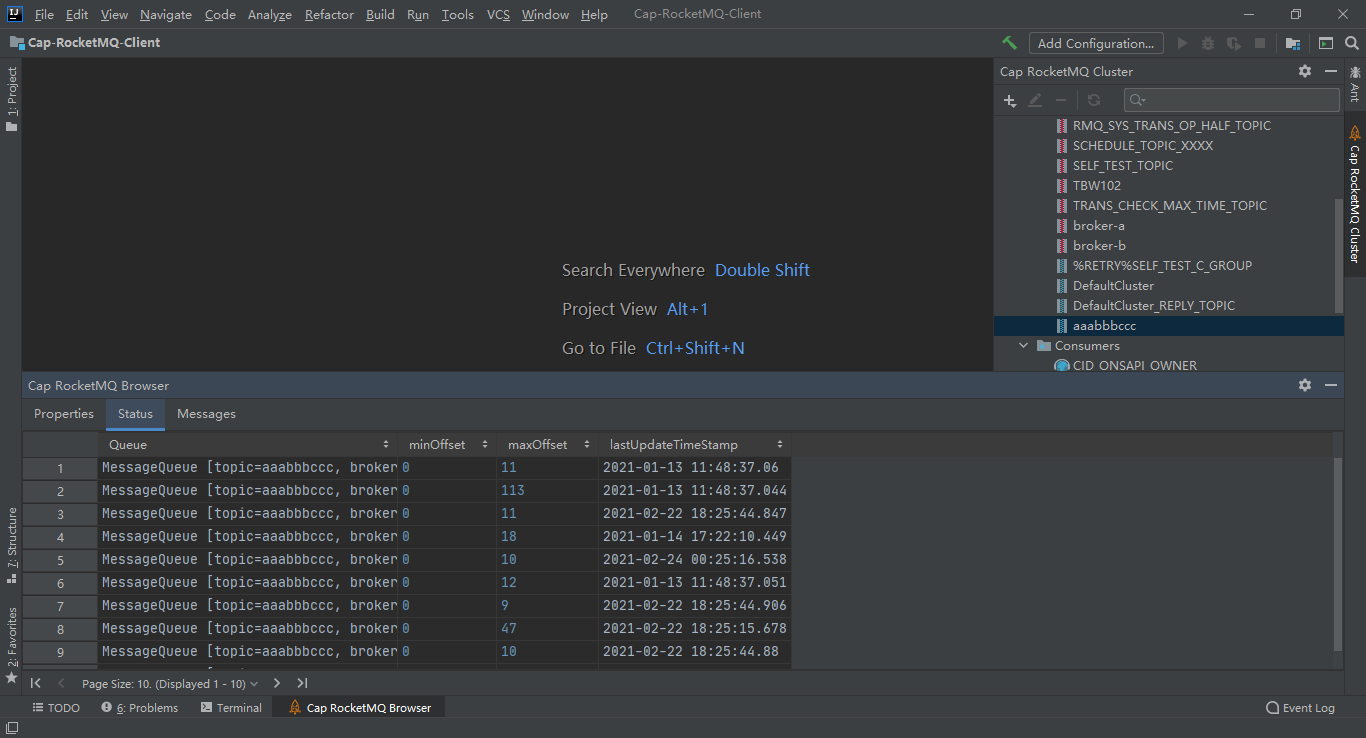 File Edit View Navigate Code Analyze Refactor Build Run Tools VCS Window Help Cap-RocketMQ-Client
Cap-RocketMQ-Client Add Configuration...
1: Project
Search Everywhere Double Shift
Project View Alt+1
Go to File Ctrl+Shift+N
Cap RocketMQ Cluster
RMQ_SYS_TRANS_OP_HALF_TOPIC
SCHEDULE_TOPIC_XXXX
SELF_TEST_TOPIC
TBW102
TRANS_CHECK_MAX_TIME_TOPIC
broker-a
broker-b
%RETRY%SELF_TEST_C_GROUP
DefaultCluster
DefaultCluster_REPLY_TOPIC
aaabbbccc
Consumers
CID_ONSAPI_OWNER
Ant
Cap RocketMQ Cluster
Cap RocketMQ Browser
Properties Status Messages
Queue minOffset maxOffset lastUpdateTimeStamp
1 MessageQueue [topic=aaabbbccc, broker 0 11 2021-01-13 11:48:37.06
2 MessageQueue [topic=aaabbbccc, broker 0 113 2021-01-13 11:48:37.044
3 MessageQueue [topic=aaabbbccc, broker 0 11 2021-02-22 18:25:44.847
4 MessageQueue [topic=aaabbbccc, broker 0 18 2021-01-14 17:22:10.449
5 MessageQueue [topic=aaabbbccc, broker 0 10 2021-02-24 00:25:16.538
6 MessageQueue [topic=aaabbbccc, broker 0 12 2021-01-13 11:48:37.051
7 MessageQueue [topic=aaabbbccc, broker 0 9 2021-02-22 18:25:44.906
8 MessageQueue [topic=aaabbbccc, broker 0 47 2021-02-22 18:25:15.678
9 MessageQueue [topic=aaabbbccc, broker 0 10 2021-02-22 18:25:44.88
Z: Structure
2: Favorites
Page Size: 10. (Displayed 1 - 10)
TODO 6: Problems Terminal Cap RocketMQ Browser Event Log